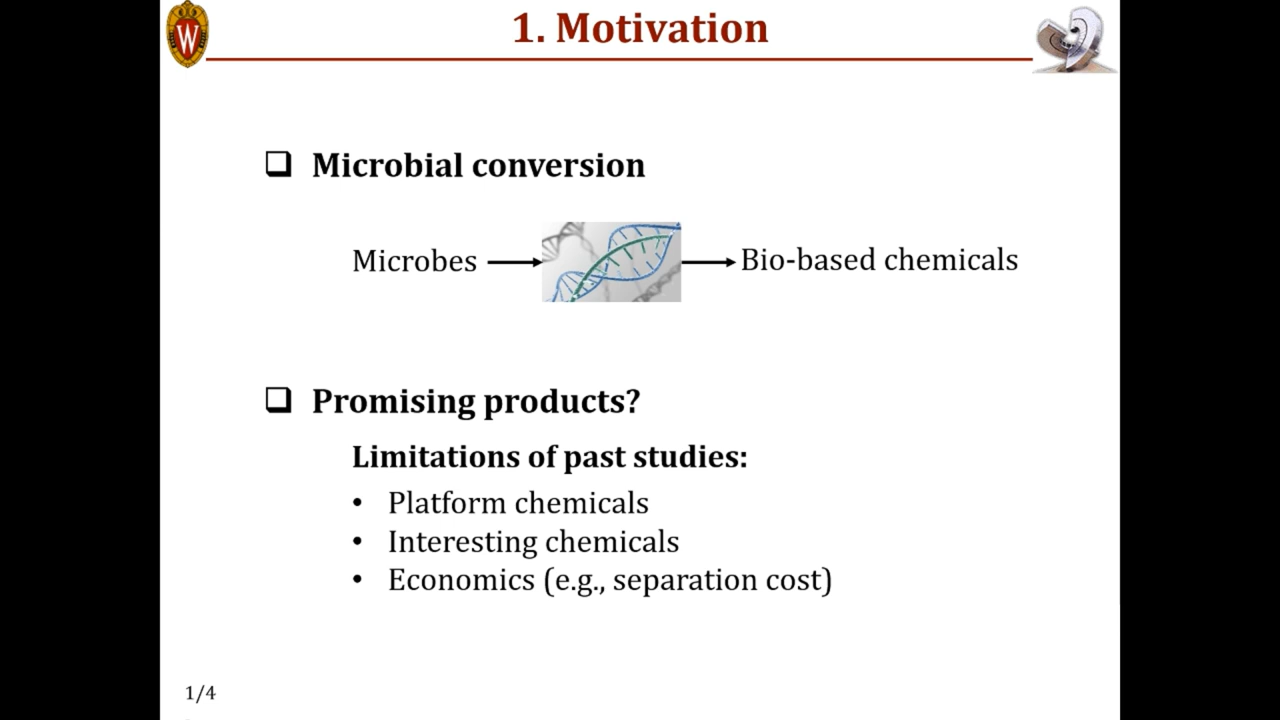 1. Motivation
W
Microbial conversion
Microbes
Bio-based chemicals
Promising products?
Limitations of past studies:
• Platform chemicals
• Interesting chemicals
• Economics (e.g., separation cost)
1/4